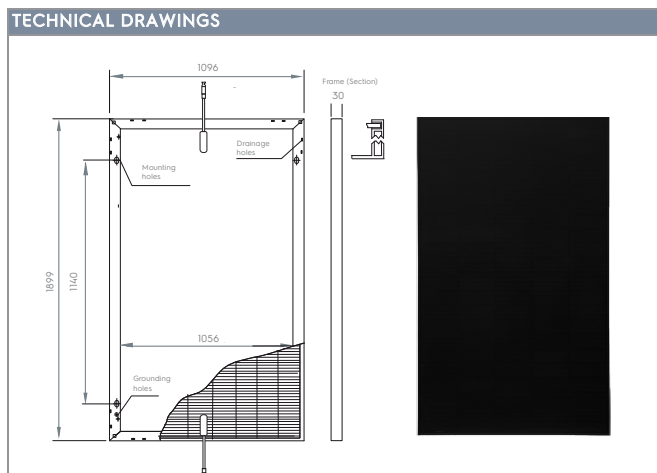 TECHNICAL DRAWINGS
1096
Frame (Section)
30
Drainage
holes
Mounting
holes
1899
1140
1056
Grounding
holes